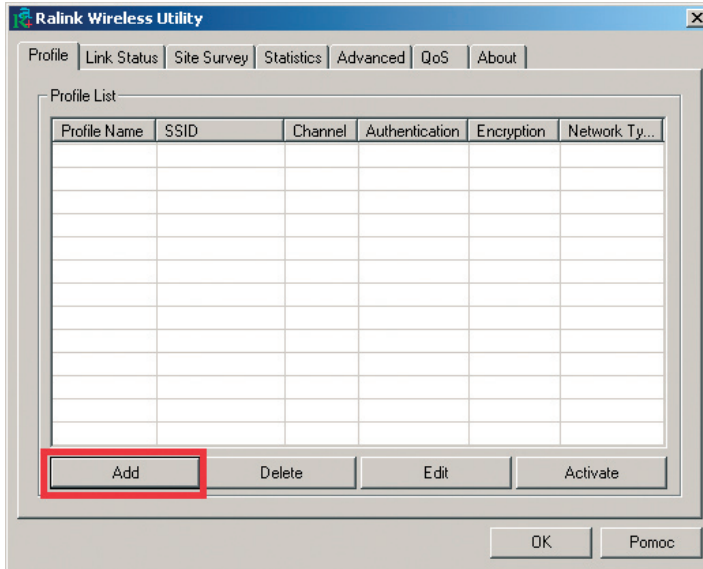 Ralink Wireless Utility
Profile Link Status Site Survey Statistics Advanced QoS About
Profile List
Profile Name SSID Channel Authentication Encryption Network Ty...
Add Delete Edit Activate
OK Pomoc